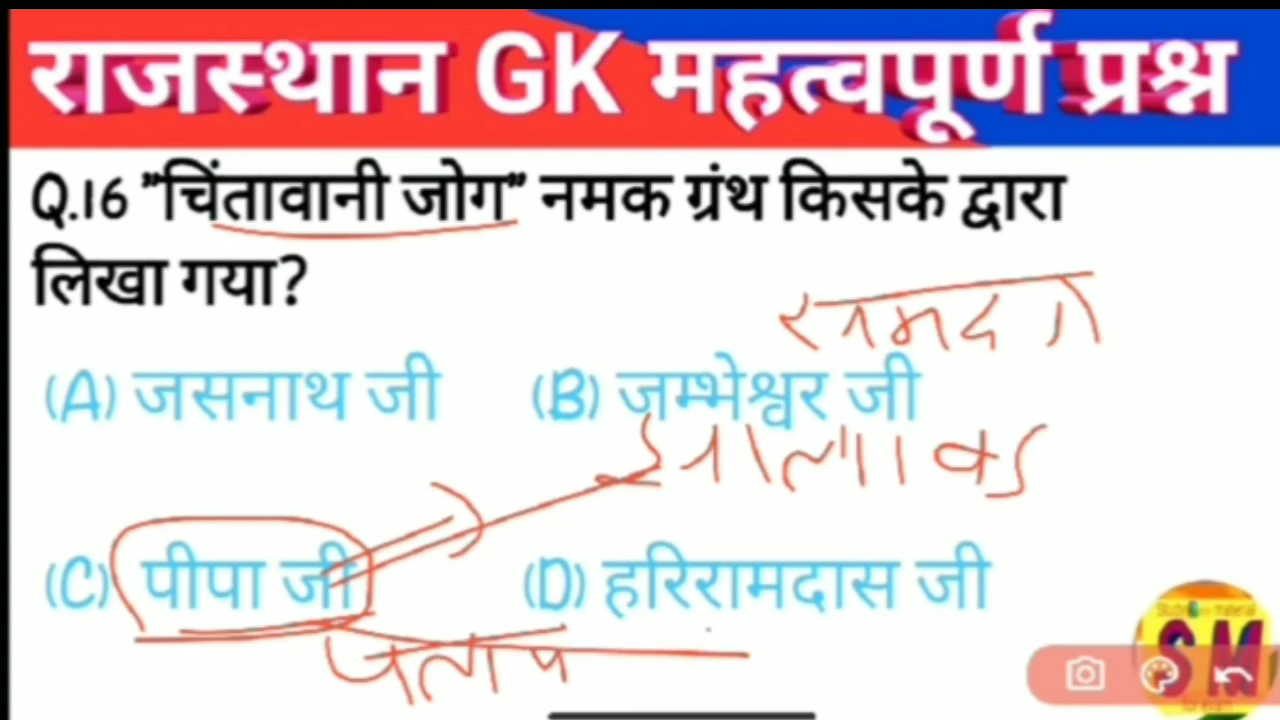 राजस्थान GK महत्वपूर्ण प्रश्न
Q.16 "चिंतावानी जोग" नमक ग्रंथ किसके द्वारा
लिखा गया?
(A) जसनाथ जी (B) जम्भेश्वर जी
(C) पीपा जी (D) हरिरामदास जी
S M